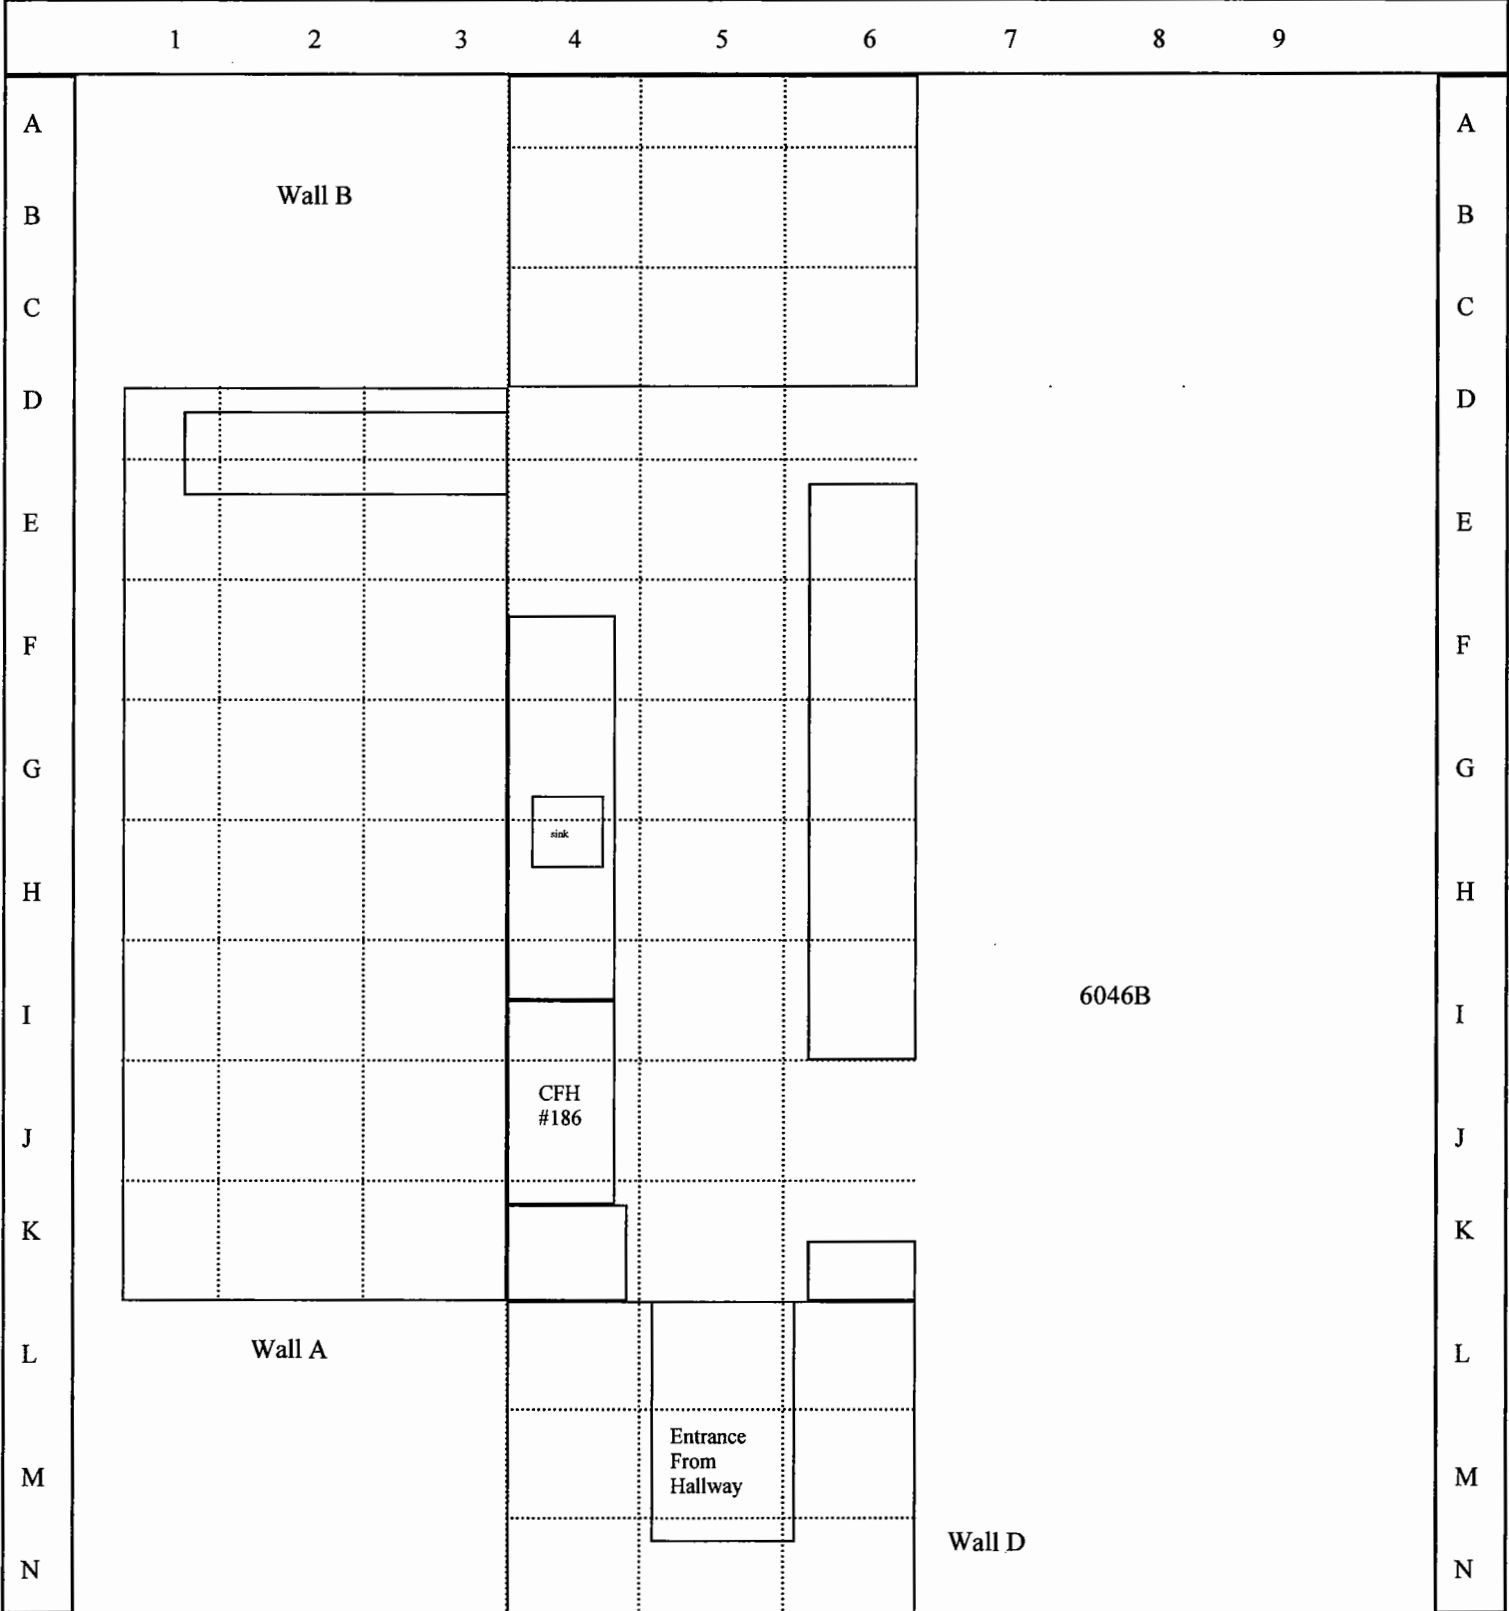 1 2 3 4 5 6 7 8 9
A A
Wall B
B B
C C
D D
E E
F F
G G
sink
H H
6046B
I I
CFH
#186
J J
K K
Wall A
L L
Entrance
From
Hallway
M M
Wall D
N N